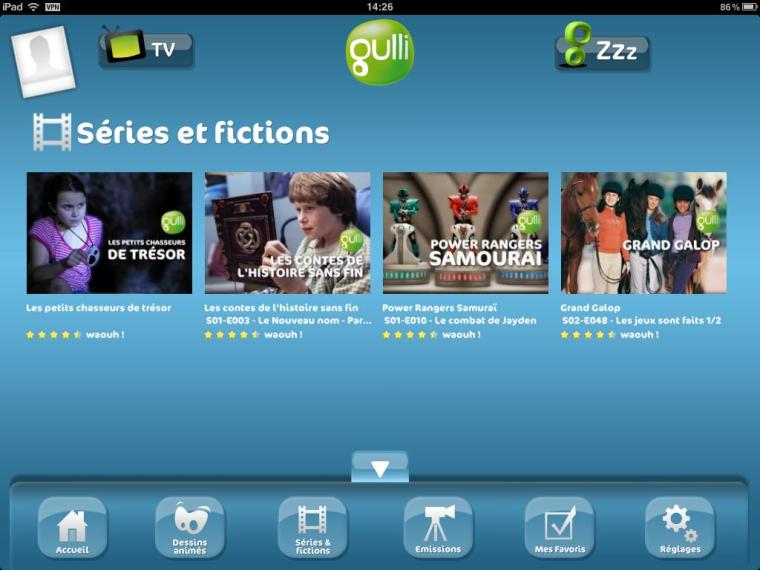 iPad VPN 14:26 86 %
TV
gulli
Zzz
Séries et fictions
LES PETITS CHASSEURS
DE TRÉSOR
gulli
LES CONTES DE
L'HISTOIRE SANS FIN
gulli
POWER RANGERS
SAMOURAI
gulli
GRAND GALOP
gulli
Les petits chasseurs de trésor
waouh !
Les contes de l'histoire sans fin
S01-E003 - Le Nouveau nom - Par...
waouh !
Power Rangers Samuraï
S01-E010 - Le combat de Jayden
waouh !
Grand Galop
S02-E048 - Les jeux sont faits 1/2
waouh !
Accueil
Dessins
animés
Séries &
fictions
Emissions
Mes Favoris
Réglages